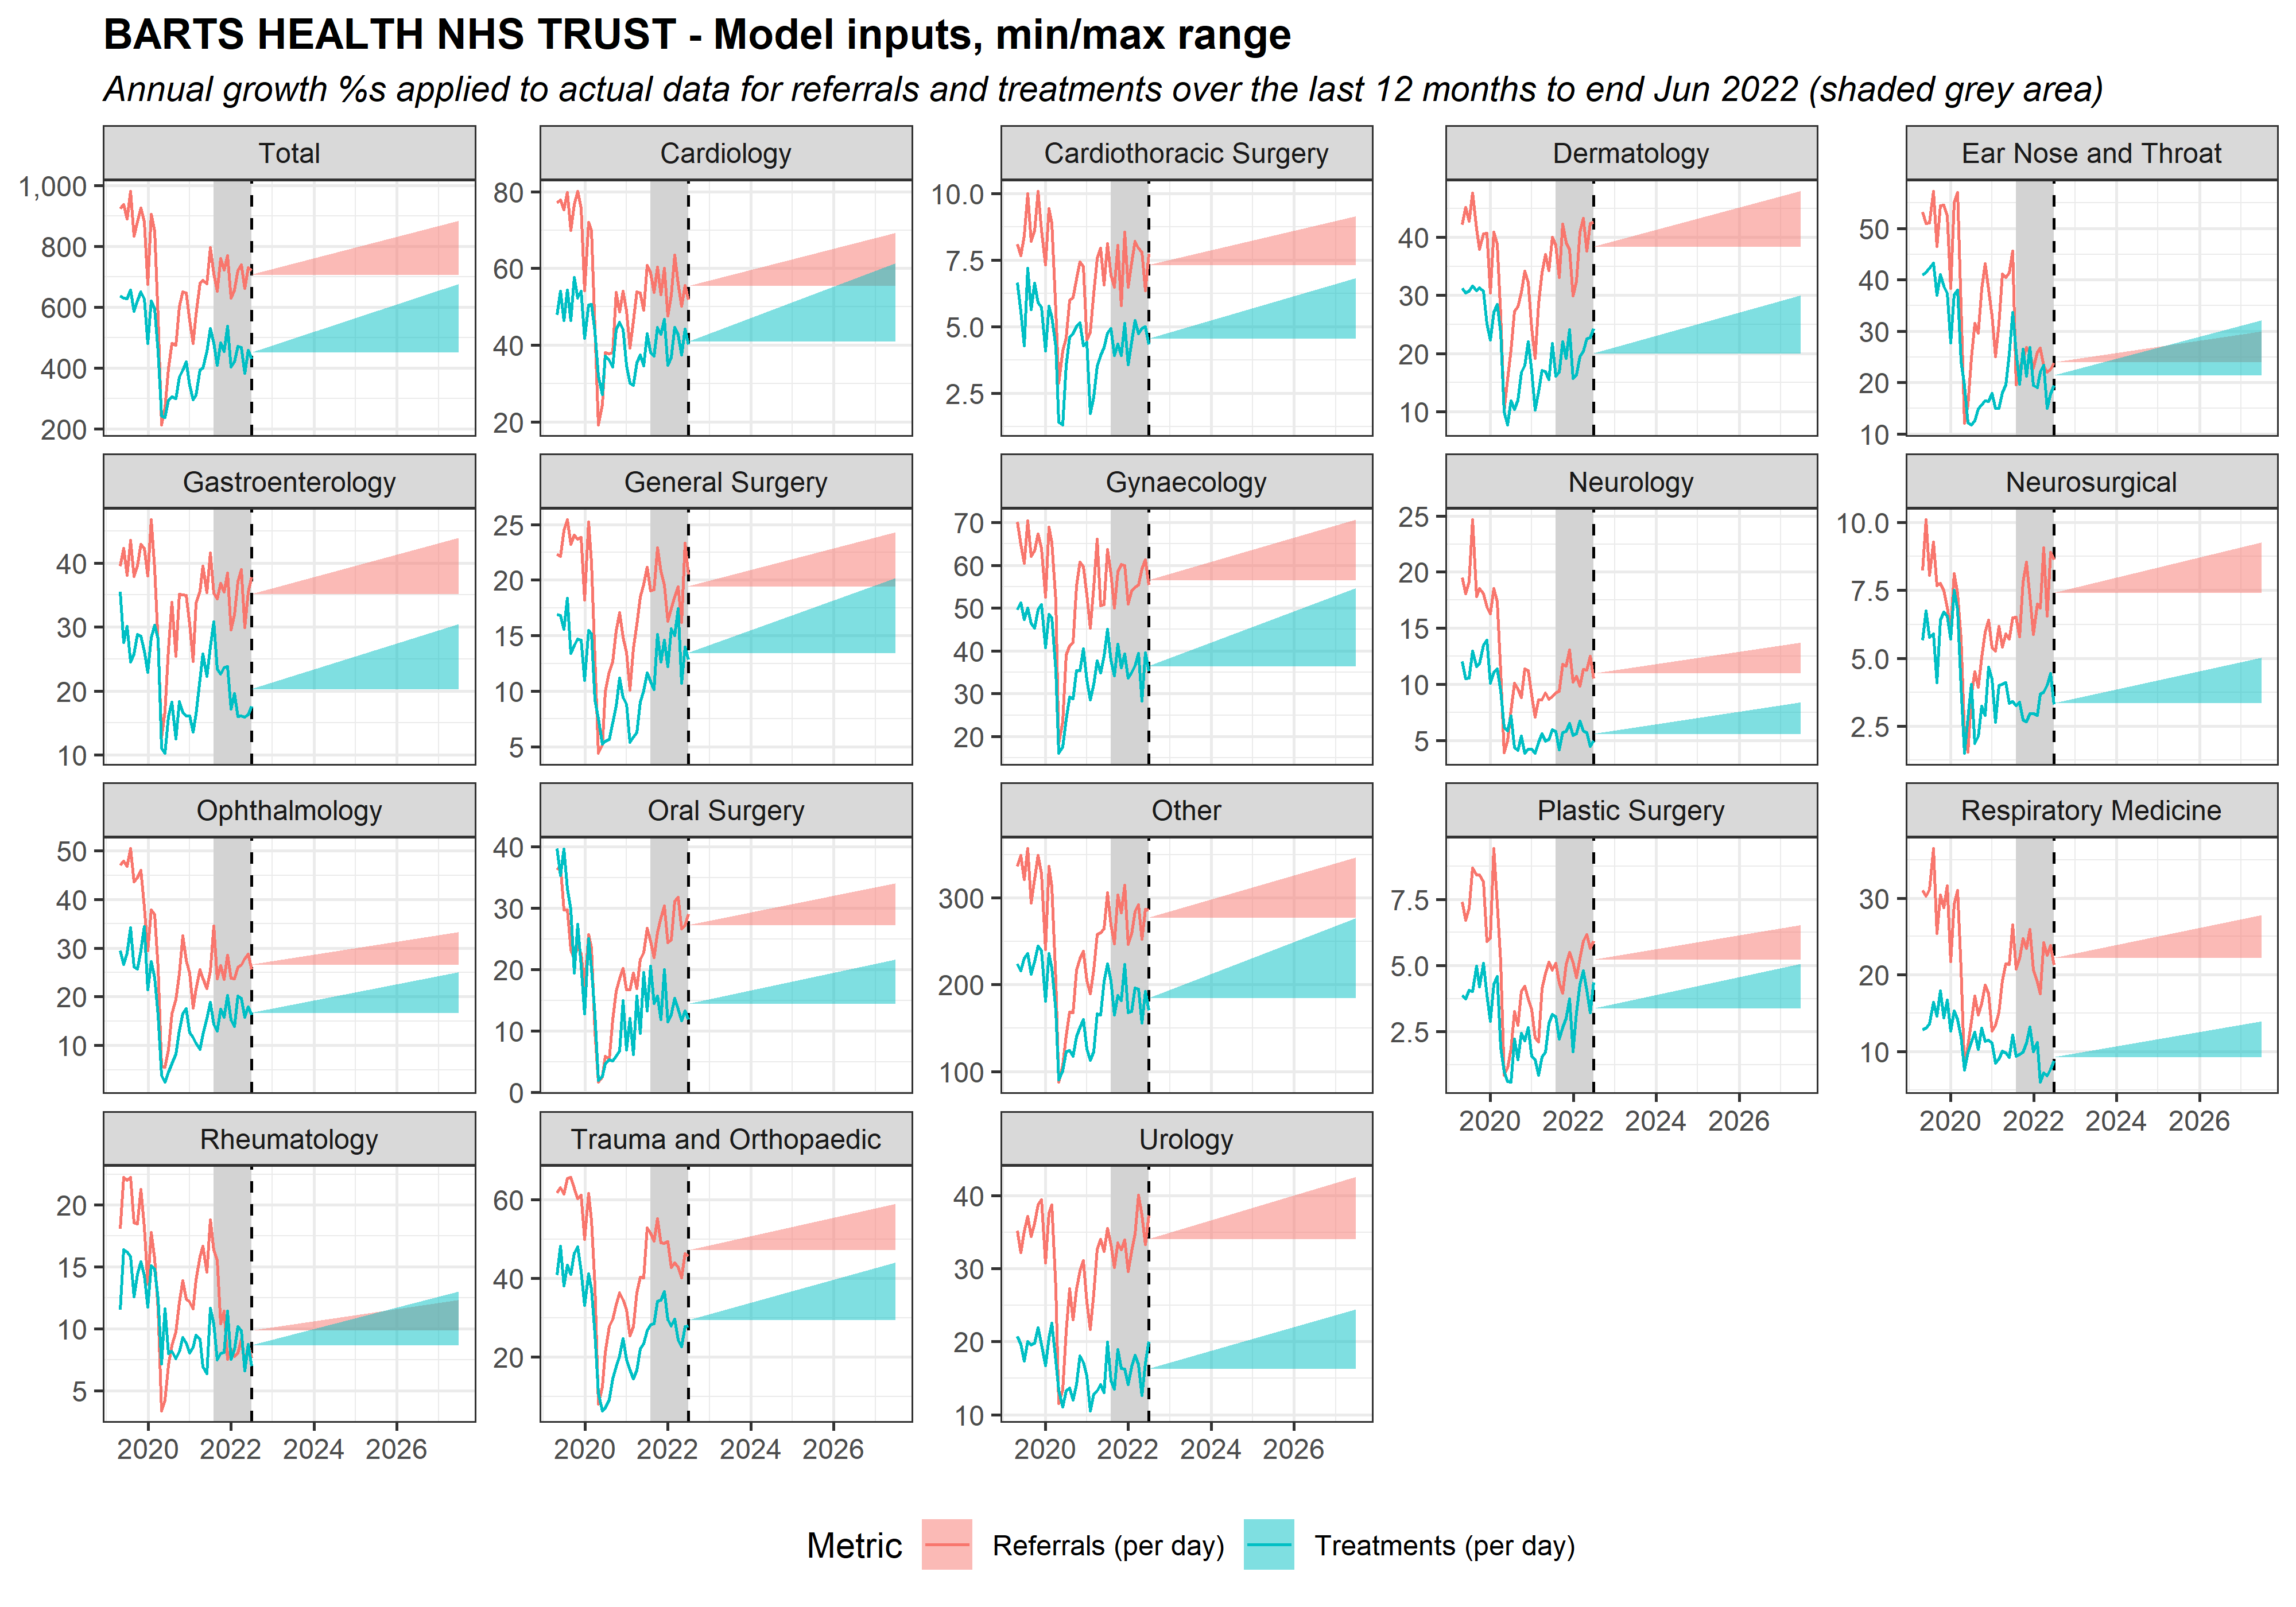 BARTS HEALTH NHS TRUST - Model inputs, min/max range
Annual growth %s applied to actual data for referrals and treatments over the last 12 months to end Jun 2022 (shaded grey area)
Total
Cardiology
Cardiothoracic Surgery
Dermatology
Ear Nose and Throat
1,000
800
600
400
200
80
60
40
20
10.0
7.5
5.0
2.5
40
30
20
10
50
40
30
20
10
Gastroenterology
General Surgery
Gynaecology
Neurology
Neurosurgical
40
30
20
10
25
20
15
10
5
70
60
50
40
30
20
25
20
15
10
5
10.0
7.5
5.0
2.5
Ophthalmology
Oral Surgery
Other
Plastic Surgery
Respiratory Medicine
50
40
30
20
10
40
30
20
10
0
300
200
100
7.5
5.0
2.5
30
20
10
2020 2022 2024 2026
2020 2022 2024 2026
Rheumatology
Trauma and Orthopaedic
Urology
20
15
10
5
60
40
20
40
30
20
10
2020 2022 2024 2026
2020 2022 2024 2026
2020 2022 2024 2026
Metric Referrals (per day) Treatments (per day)